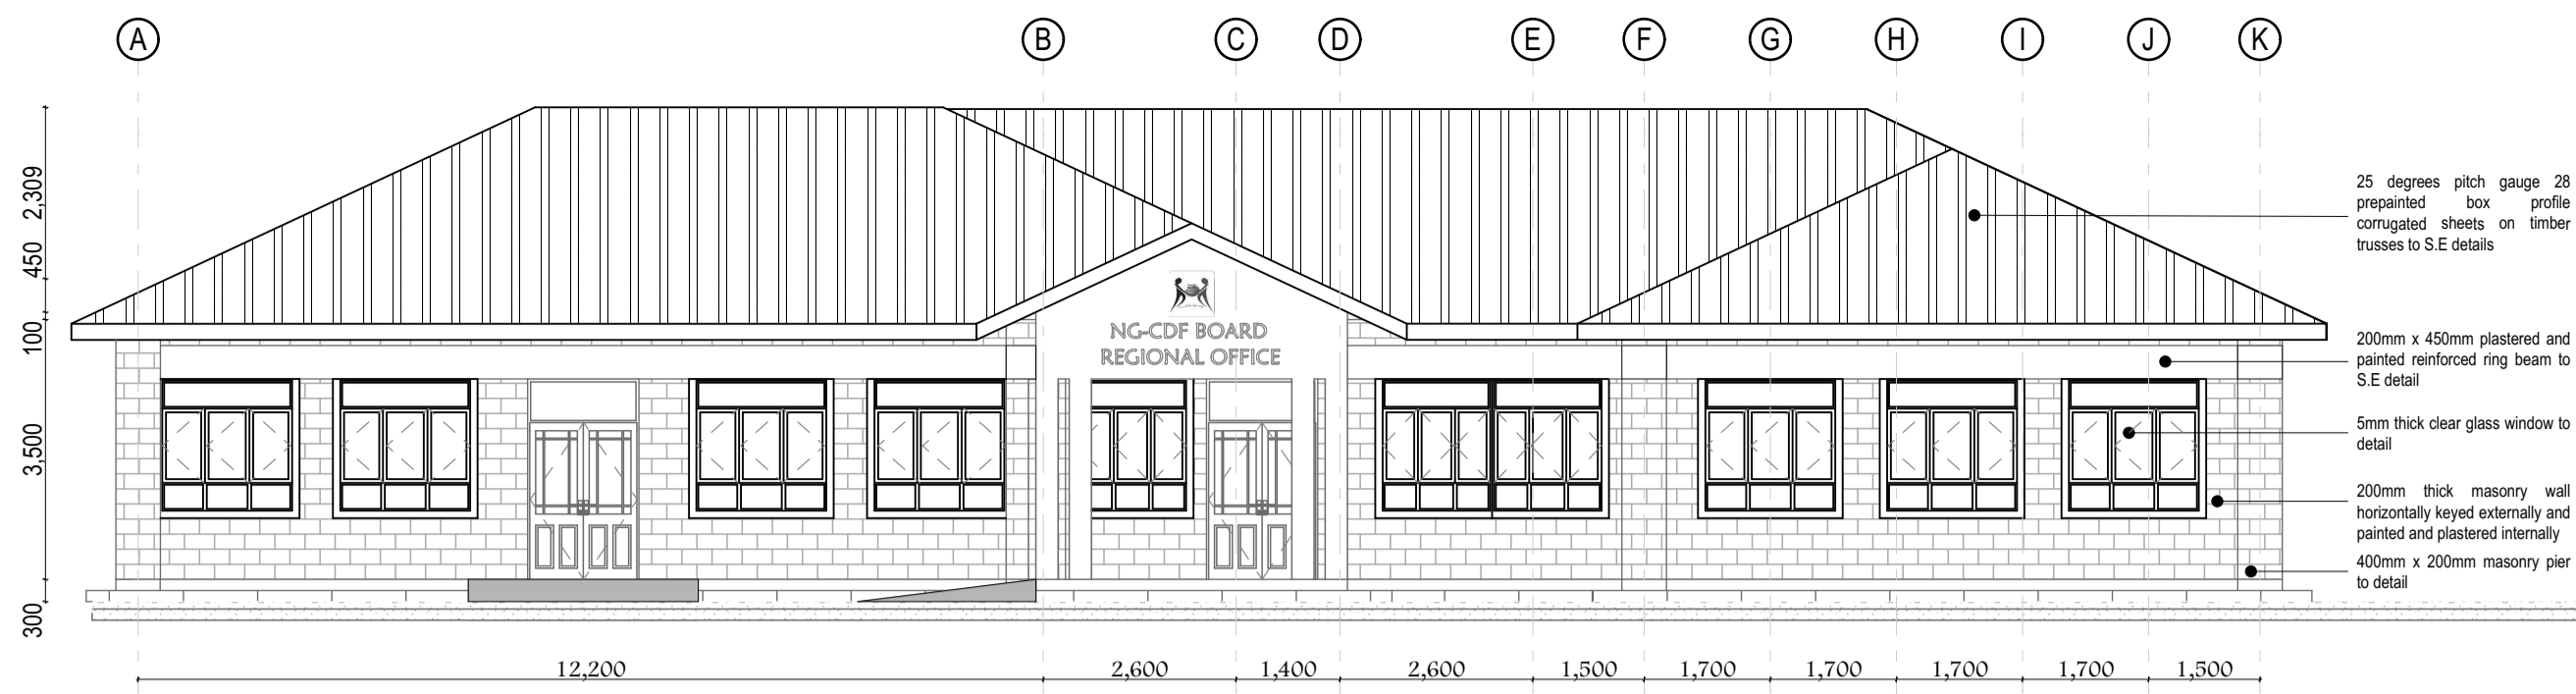 A B C D E F G H I J K
2,309
450
100
3,500
300
NG-CDF BOARD
REGIONAL OFFICE
25 degrees pitch gauge 28
prepainted box profile
corrugated sheets on timber
trusses to S.E details
200mm x 450mm plastered and
painted reinforced ring beam to
S.E detail
5mm thick clear glass window to
detail
200mm thick masonry wall
horizontally keyed externally and
painted and plastered internally
400mm x 200mm masonry pier
to detail
12,200 2,600 1,400 2,600 1,500 1,700 1,700 1,700 1,700 1,500